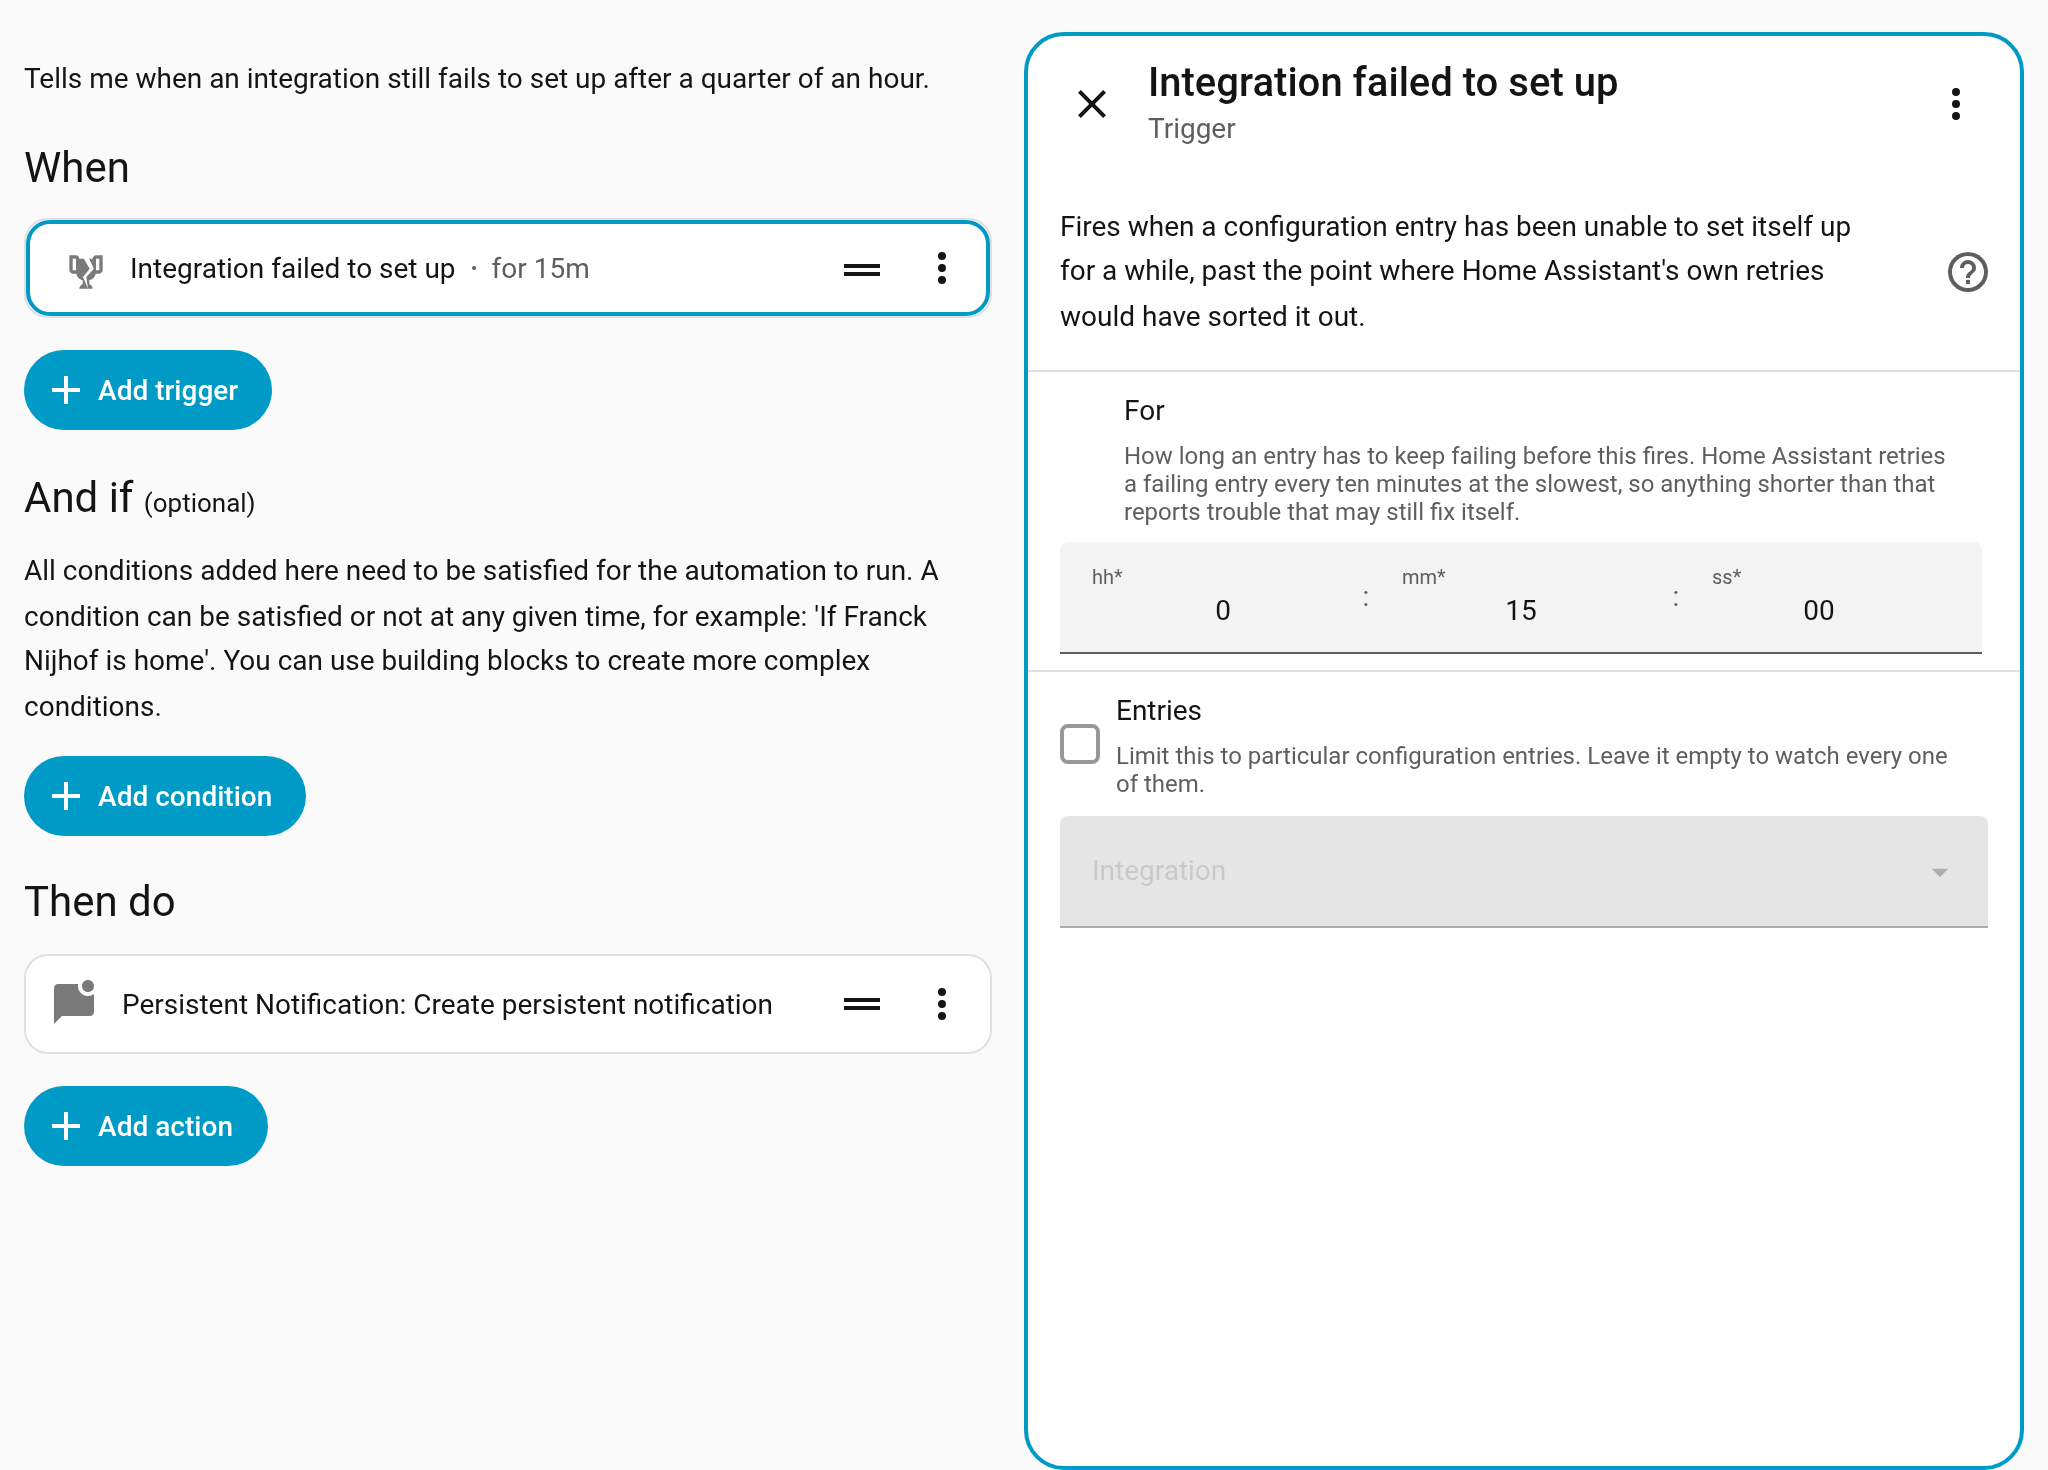 Tells me when an integration still fails to set up after a quarter of an hour.
When
Integration failed to set up · for 15m
Add trigger
And if (optional)
All conditions added here need to be satisfied for the automation to run. A
condition can be satisfied or not at any given time, for example: 'If Franck
Nijhof is home'. You can use building blocks to create more complex
conditions.
Add condition
Then do
Persistent Notification: Create persistent notification
Add action
Integration failed to set up
Trigger
Fires when a configuration entry has been unable to set itself up
for a while, past the point where Home Assistant's own retries
would have sorted it out.
For
How long an entry has to keep failing before this fires. Home Assistant retries
a failing entry every ten minutes at the slowest, so anything shorter than that
reports trouble that may still fix itself.
hh* : mm* : ss*
0 15 00
Entries
Limit this to particular configuration entries. Leave it empty to watch every one
of them.
Integration